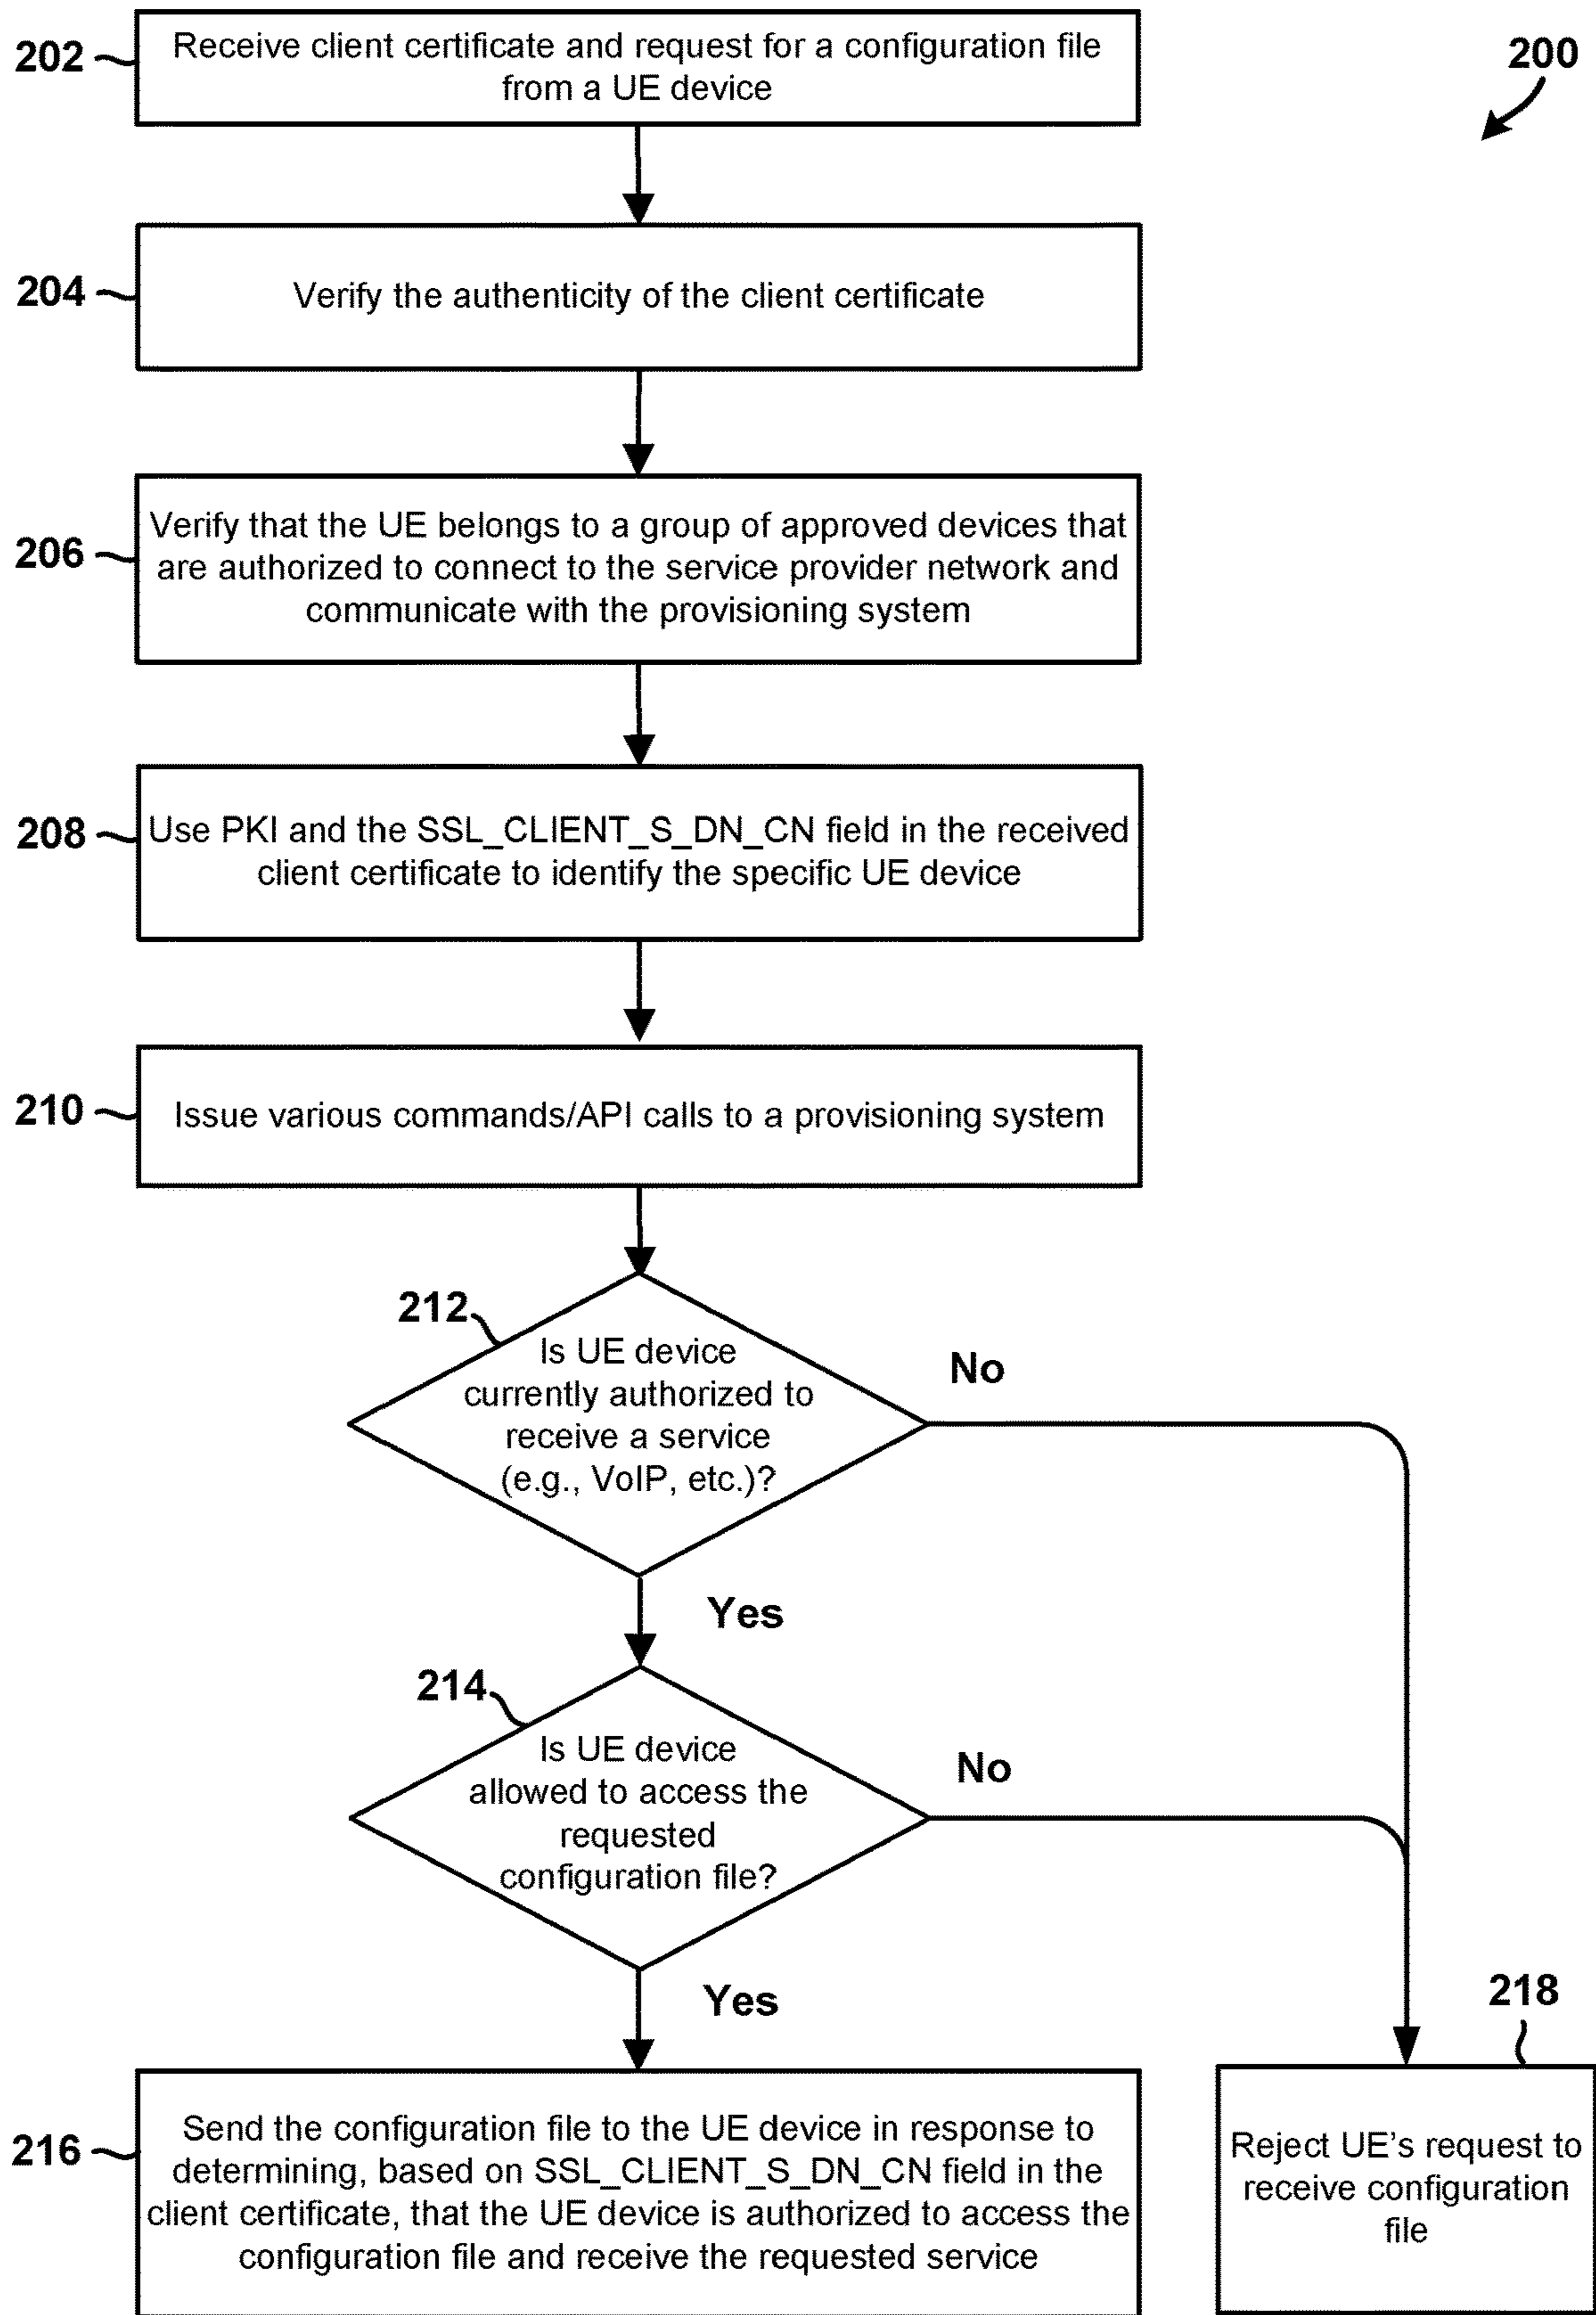 202
Receive client certificate and request for a configuration file
from a UE device
200
204
Verify the authenticity of the client certificate
206
Verify that the UE belongs to a group of approved devices that
are authorized to connect to the service provider network and
communicate with the provisioning system
208
Use PKI and the SSL_CLIENT_S_DN_CN field in the received
client certificate to identify the specific UE device
210
Issue various commands/API calls to a provisioning system
212
Is UE device
currently authorized to
receive a service
(e.g., VoIP, etc.)?
No
Yes
214
Is UE device
allowed to access the
requested
configuration file?
No
Yes
216
Send the configuration file to the UE device in response to
determining, based on SSL_CLIENT_S_DN_CN field in the
client certificate, that the UE device is authorized to access the
configuration file and receive the requested service
218
Reject UE's request to
receive configuration
file